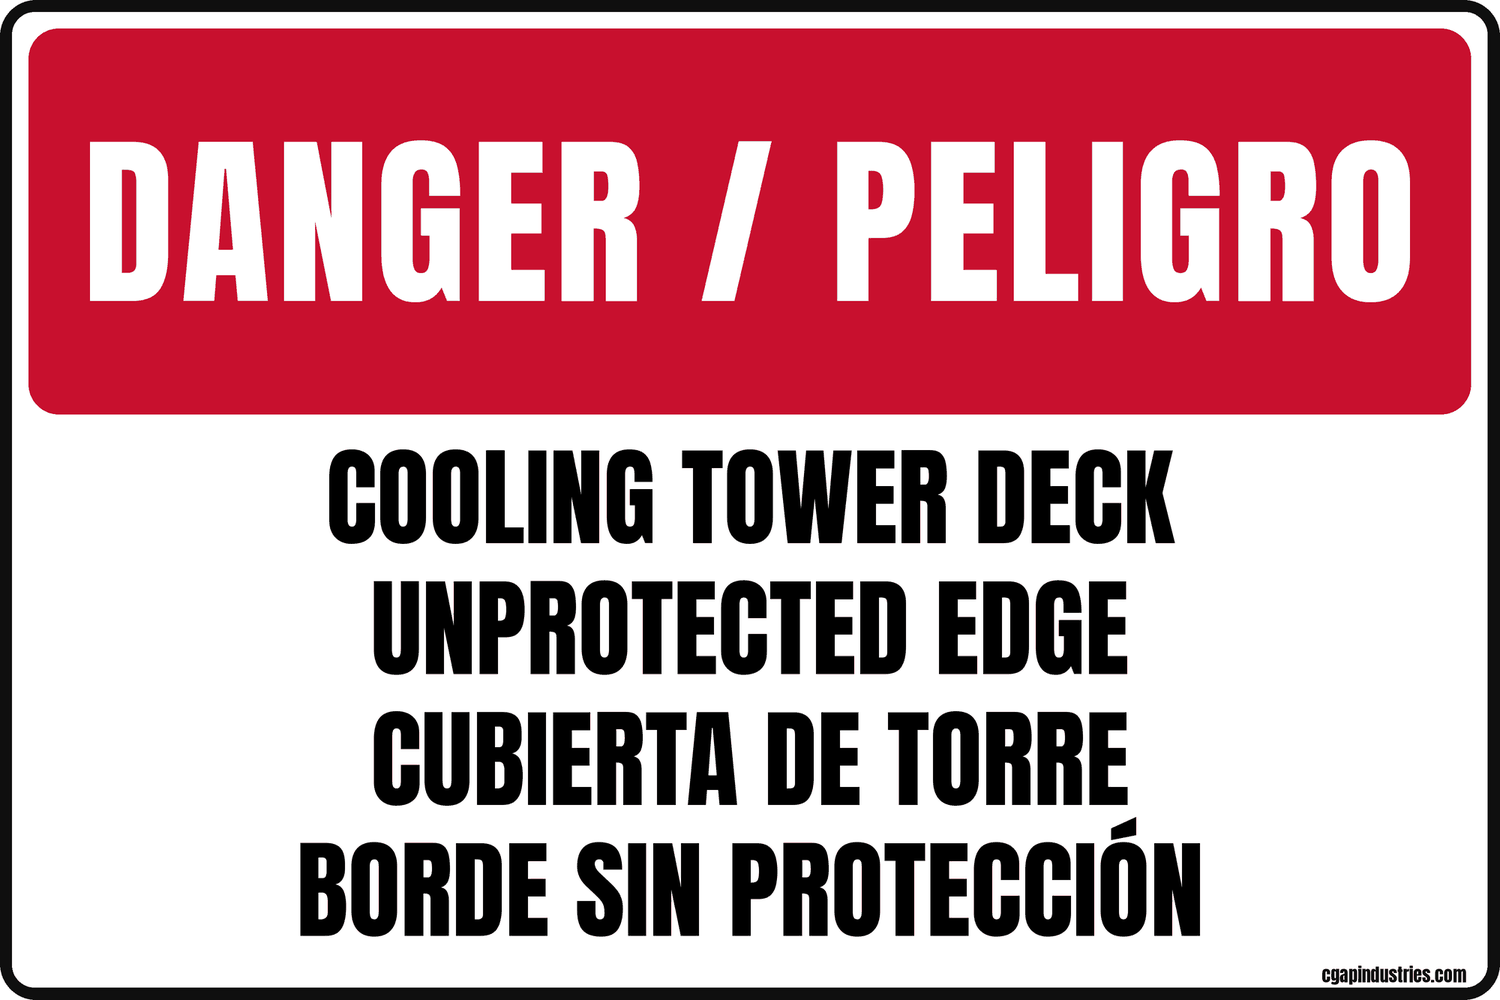 DANGER / PELIGRO
COOLING TOWER DECK
UNPROTECTED EDGE
CUBIERTA DE TORRE
BORDE SIN PROTECCIÓN
cgapindustries.com